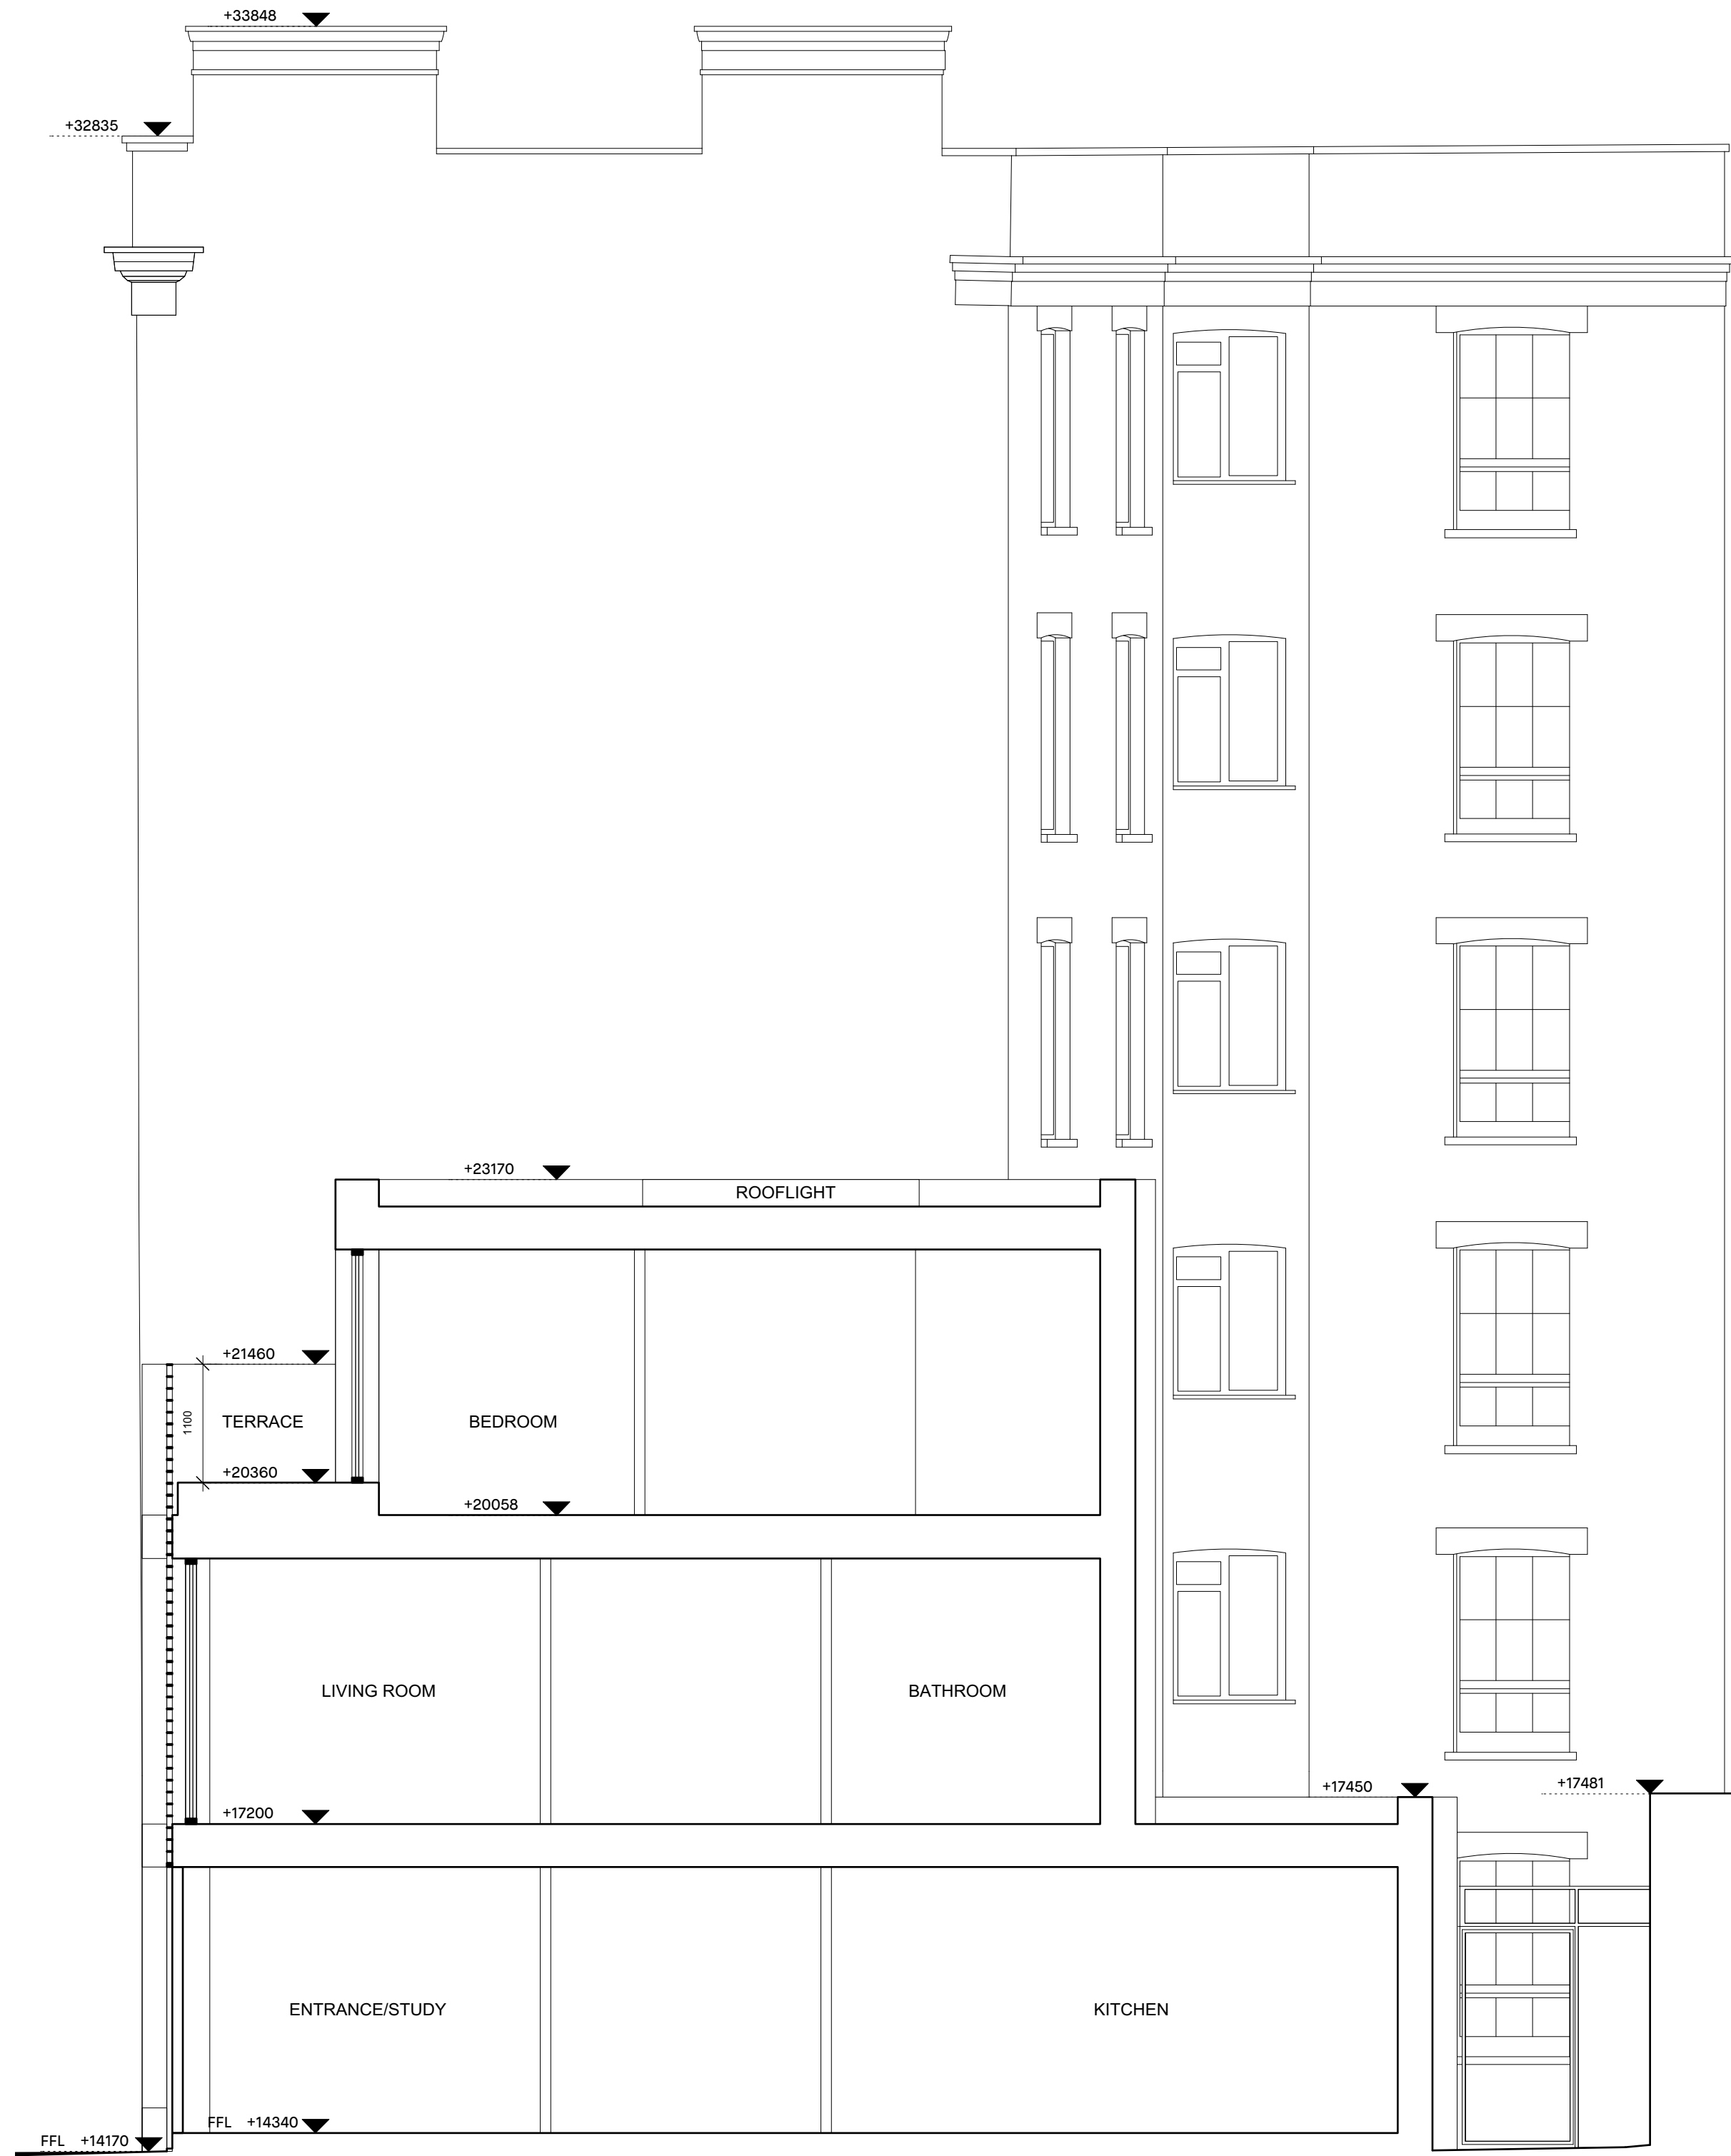 +33848
+32835
+23170
ROOFLIGHT
+21460
1100
TERRACE
BEDROOM
+20360
+20058
LIVING ROOM
BATHROOM
+17450
+17481
+17200
ENTRANCE/STUDY
KITCHEN
FFL +14340
FFL +14170